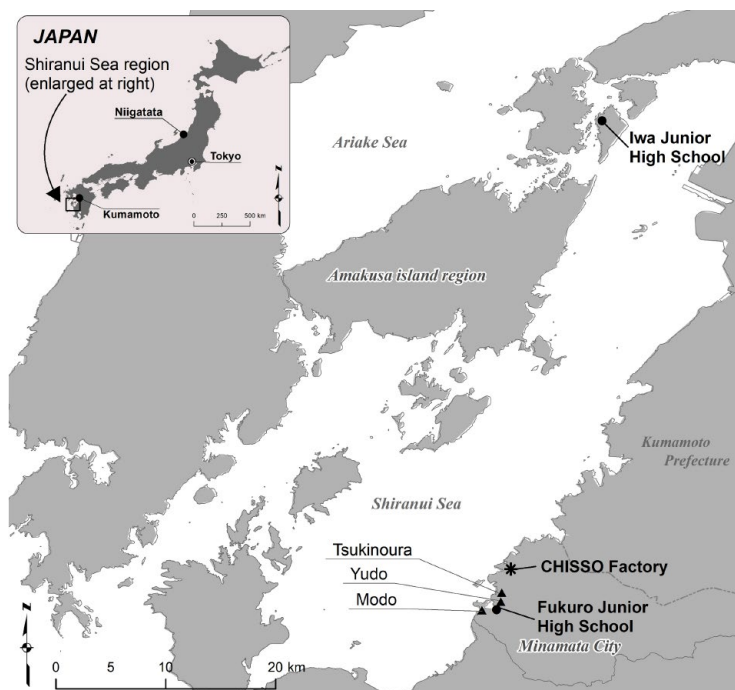 JAPAN
Shiranui Sea region
(enlarged at right)
Niigatata
Tokyo
Kumamoto
N
0 250 500 km
Ariake Sea
Iwa Junior
High School
Amakusa island region
Kumamoto
Prefecture
Shiranui Sea
Tsukinoura
CHISSO Factory
Yudo
Modo
Fukuro Junior
High School
Minamata City
N
0 5 10 20 km